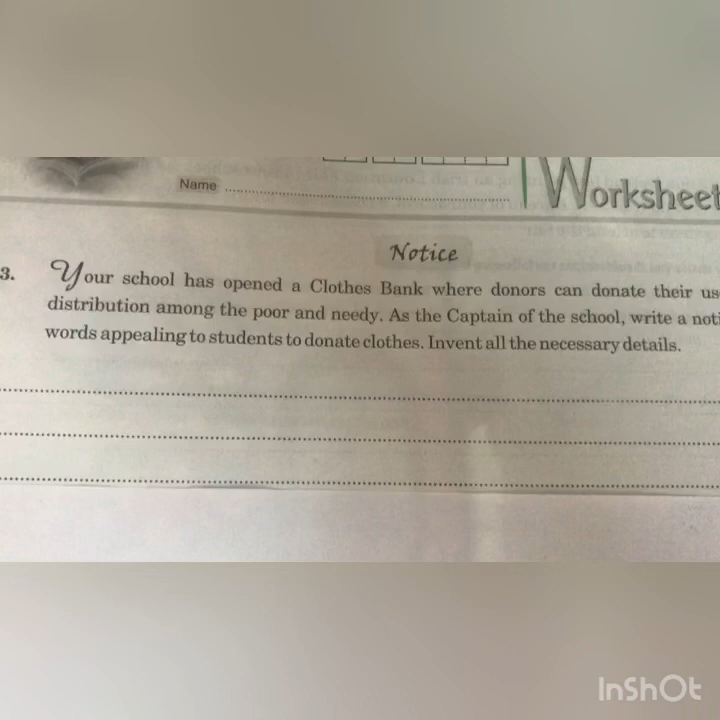 Name
Worksheet
Notice
3. Your school has opened a Clothes Bank where donors can donate their
distribution among the poor and needy. As the Captain of the school, write a
words appealing to students to donate clothes. Invent all the necessary details.
InShOt